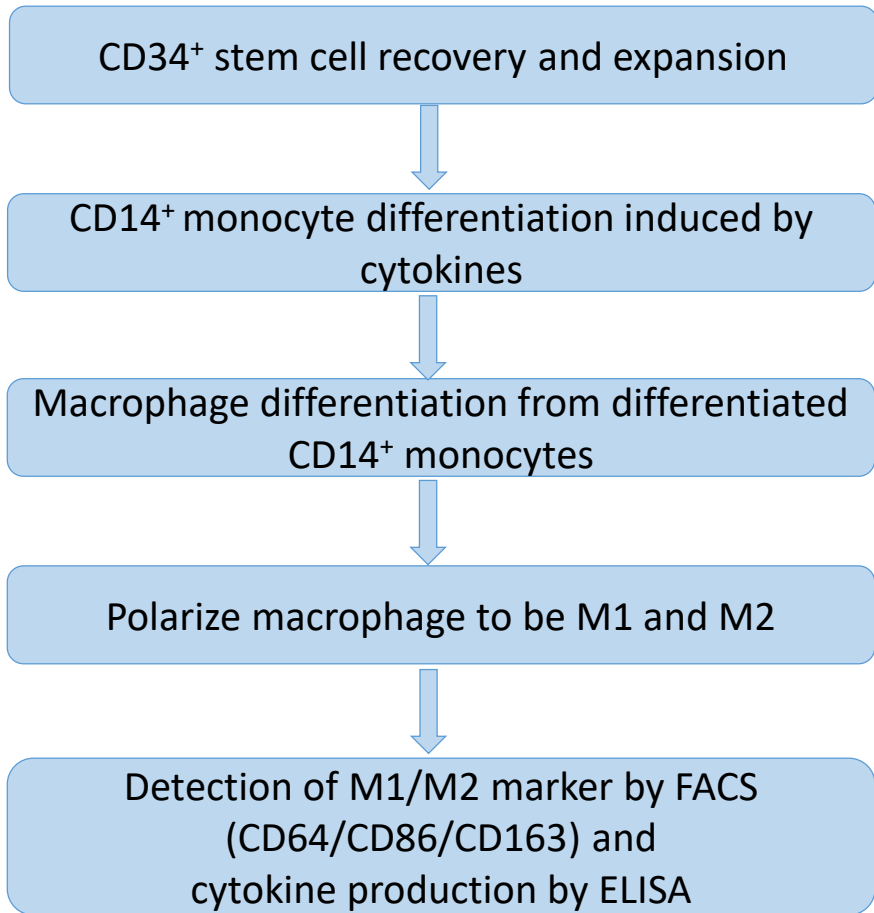 CD34⁺ stem cell recovery and expansion
CD14⁺ monocyte differentiation induced by
cytokines
Macrophage differentiation from differentiated
CD14⁺ monocytes
Polarize macrophage to be M1 and M2
Detection of M1/M2 marker by FACS
(CD64/CD86/CD163) and
cytokine production by ELISA